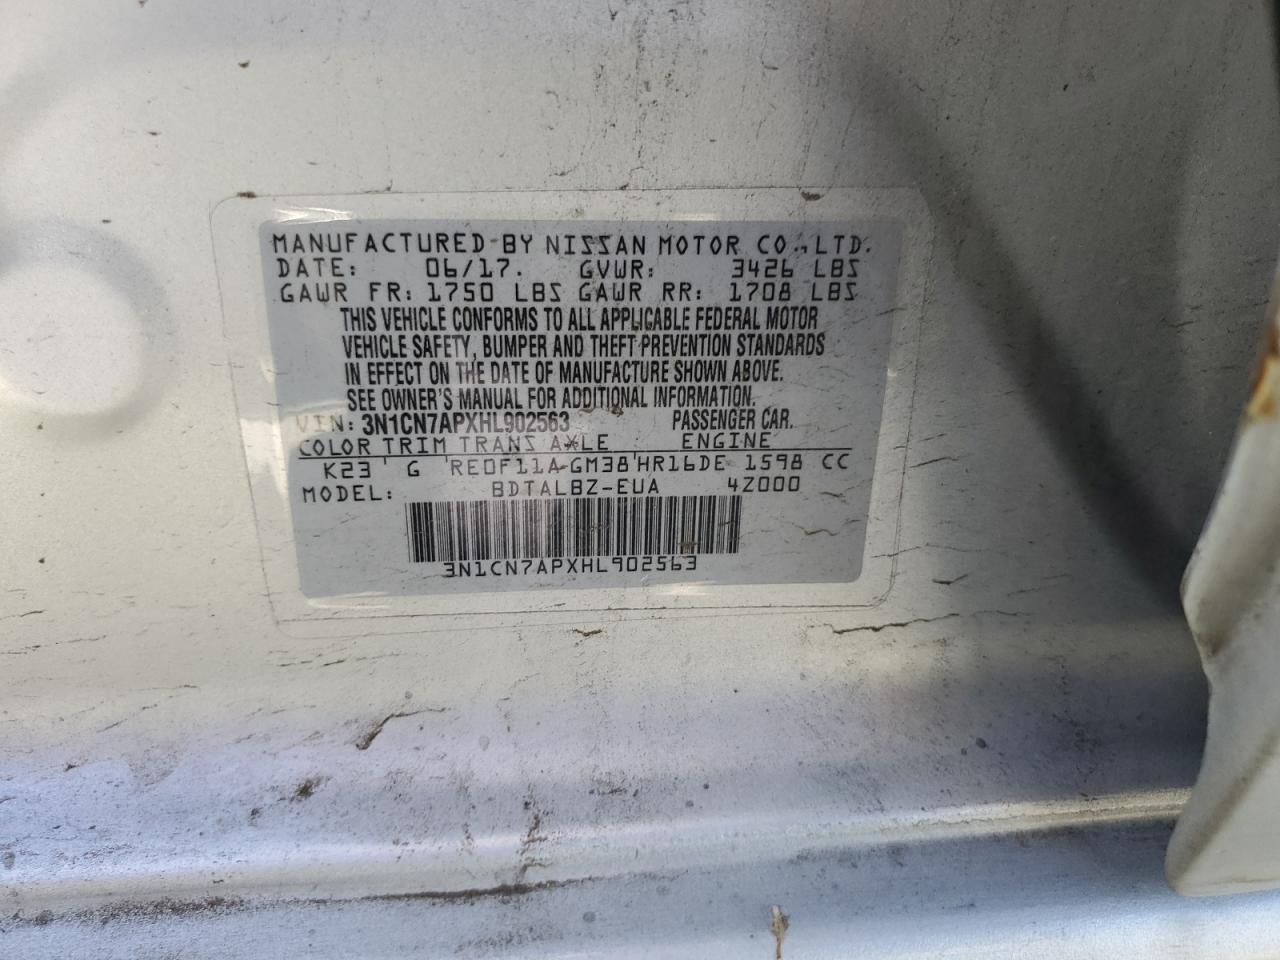 MANUFACTURED BY NISSAN MOTOR CO., LTD.
DATE: 06/17. GVWR: 3426 LBS
GAWR FR: 1750 LBS GAWR RR: 1708 LBS
THIS VEHICLE CONFORMS TO ALL APPLICABLE FEDERAL MOTOR
VEHICLE SAFETY, BUMPER AND THEFT PREVENTION STANDARDS
IN EFFECT ON THE DATE OF MANUFACTURE SHOWN ABOVE.
SEE OWNER'S MANUAL FOR ADDITIONAL INFORMATION.
VIN: 3N1CN7APXHL902563 PASSENGER CAR.
COLOR TRIM TRANS AXLE ENGINE
K23 G RE0F11A GM38 HR16DE 1598 CC
MODEL: BDTALBZ-EUA 4Z000
3N1CN7APXHL902563